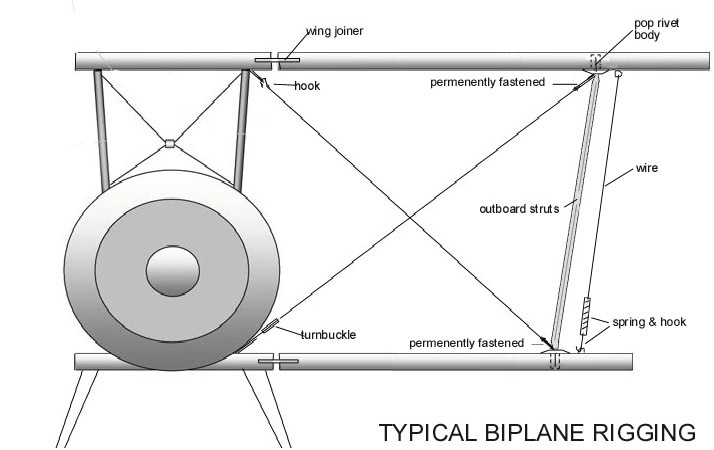 wing joiner
pop rivet
body
hook
permenently fastened
wire
outboard struts
spring & hook
turnbuckle
permenently fastened
TYPICAL BIPLANE RIGGING